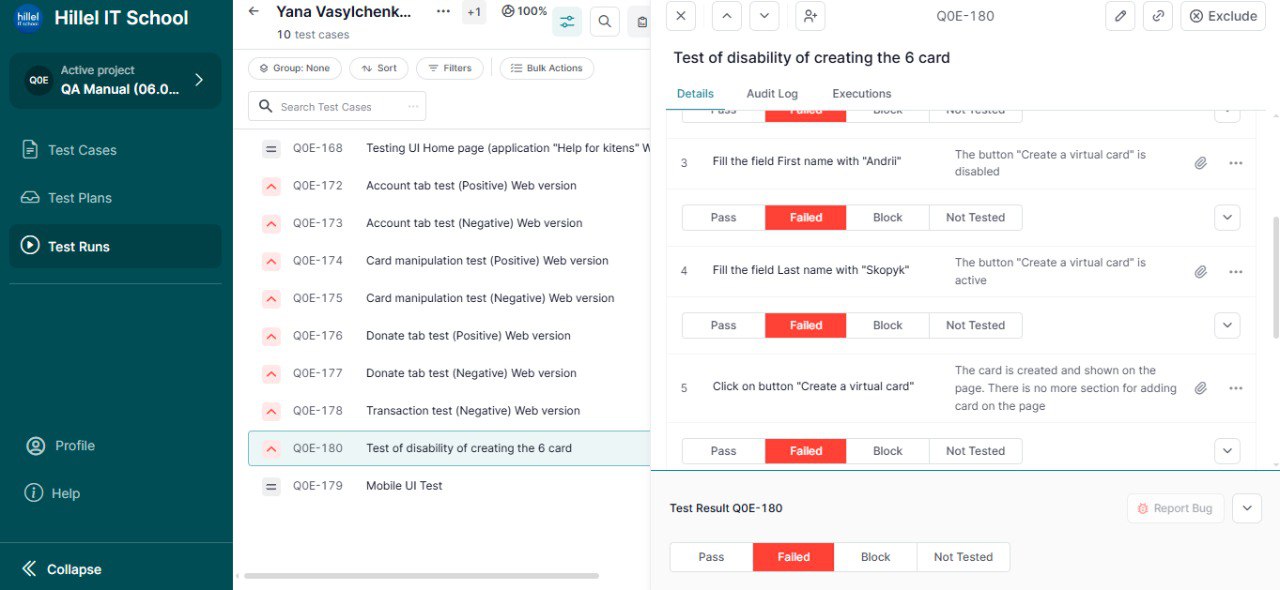 hillel
IT school
Hillel IT School
Q0E
Active project
QA Manual (06.0...
Test Cases
Test Plans
Test Runs
Profile
Help
Collapse
Yana Vasylchenk...
+1
100%
10 test cases
Group: None
Sort
Filters
Bulk Actions
Search Test Cases
Q0E-168 Testing UI Home page (application "Help for kitens" W
Q0E-172 Account tab test (Positive) Web version
Q0E-173 Account tab test (Negative) Web version
Q0E-174 Card manipulation test (Positive) Web version
Q0E-175 Card manipulation test (Negative) Web version
Q0E-176 Donate tab test (Positive) Web version
Q0E-177 Donate tab test (Negative) Web version
Q0E-178 Transaction test (Negative) Web version
Q0E-180 Test of disability of creating the 6 card
Q0E-179 Mobile UI Test
Q0E-180
Exclude
Test of disability of creating the 6 card
Details Audit Log Executions
Pass Failed Block Not Tested
3 Fill the field First name with "Andrii"
The button "Create a virtual card" is
disabled
Pass Failed Block Not Tested
4 Fill the field Last name with "Skopyk"
The button "Create a virtual card" is
active
Pass Failed Block Not Tested
5 Click on button "Create a virtual card"
The card is created and shown on the
page. There is no more section for adding
card on the page
Pass Failed Block Not Tested
Test Result Q0E-180
Report Bug
Pass Failed Block Not Tested